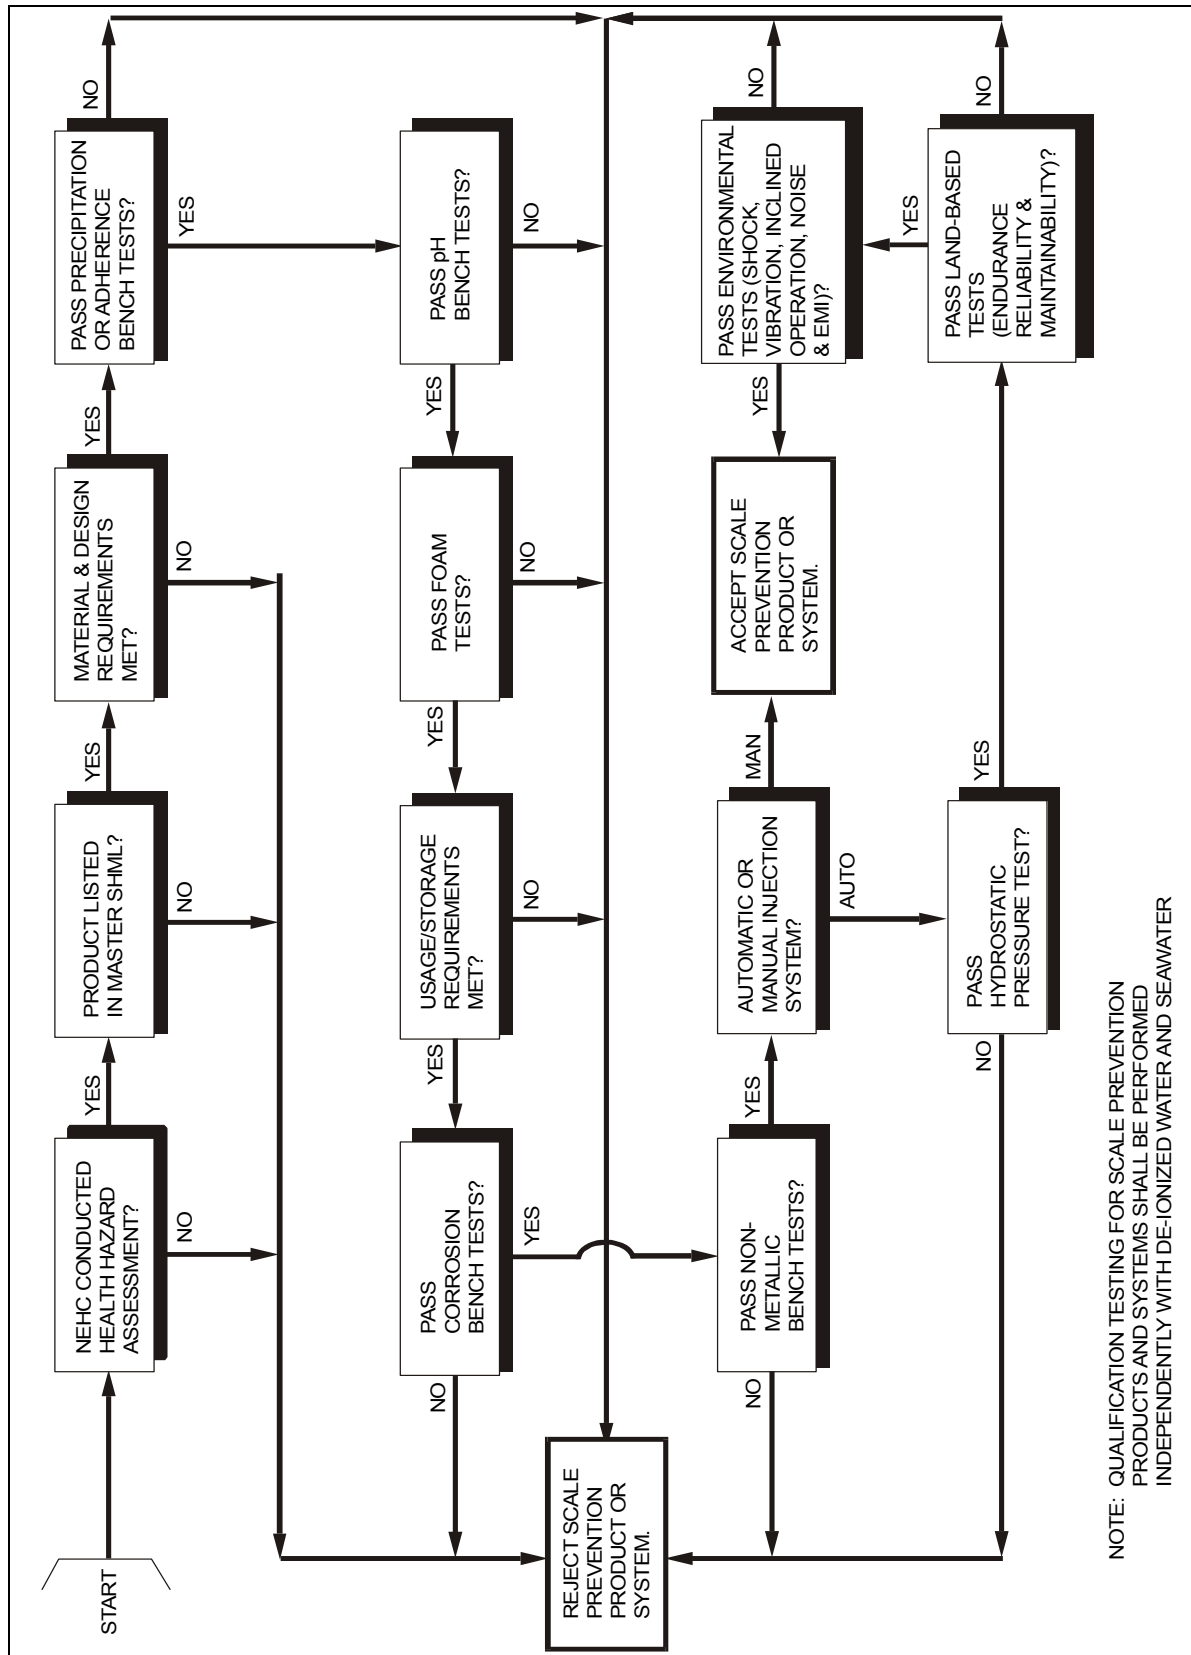 START
NEHC CONDUCTED
HEALTH HAZARD
ASSESSMENT?
NO
YES
PRODUCT LISTED
IN MASTER SHML?
NO
YES
MATERIAL & DESIGN
REQUIREMENTS
MET?
NO
YES
PASS PRECIPITATION
OR ADHERENCE
BENCH TESTS?
NO
YES
PASS pH
BENCH TESTS?
NO
YES
PASS FOAM
TESTS?
NO
YES
USAGE/STORAGE
REQUIREMENTS
MET?
NO
YES
PASS
CORROSION
BENCH TESTS?
NO
YES
REJECT SCALE
PREVENTION
PRODUCT OR
SYSTEM.
PASS NON-
METALLIC
BENCH TESTS?
NO
YES
AUTOMATIC OR
MANUAL INJECTION
SYSTEM?
MAN
AUTO
ACCEPT SCALE
PREVENTION
PRODUCT OR
SYSTEM.
YES
PASS ENVIRONMENTAL
TESTS (SHOCK,
VIBRATION, INCLINED
OPERATION, NOISE
& EMI)?
NO
PASS
HYDROSTATIC
PRESSURE TEST?
NO
YES
PASS LAND-BASED
TESTS
(ENDURANCE
RELIABILITY &
MAINTAINABILITY)?
YES
NO
NOTE: QUALIFICATION TESTING FOR SCALE PREVENTION
PRODUCTS AND SYSTEMS SHALL BE PERFORMED
INDEPENDENTLY WITH DE-IONIZED WATER AND SEAWATER